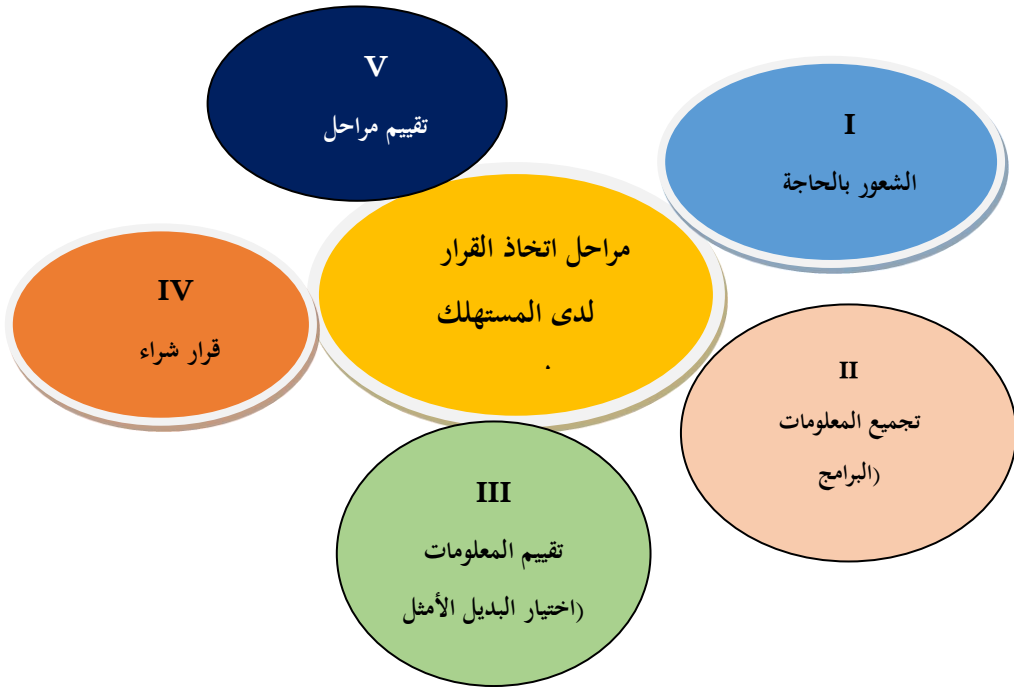 مراحل اتخاذ القرار
لدى المستهلك
.
I
الشعور بالحاجة
II
تجميع المعلومات
(البرامج
III
تقييم المعلومات
(اختيار البديل الأمثل
IV
قرار شراء
V
تقييم مراحل